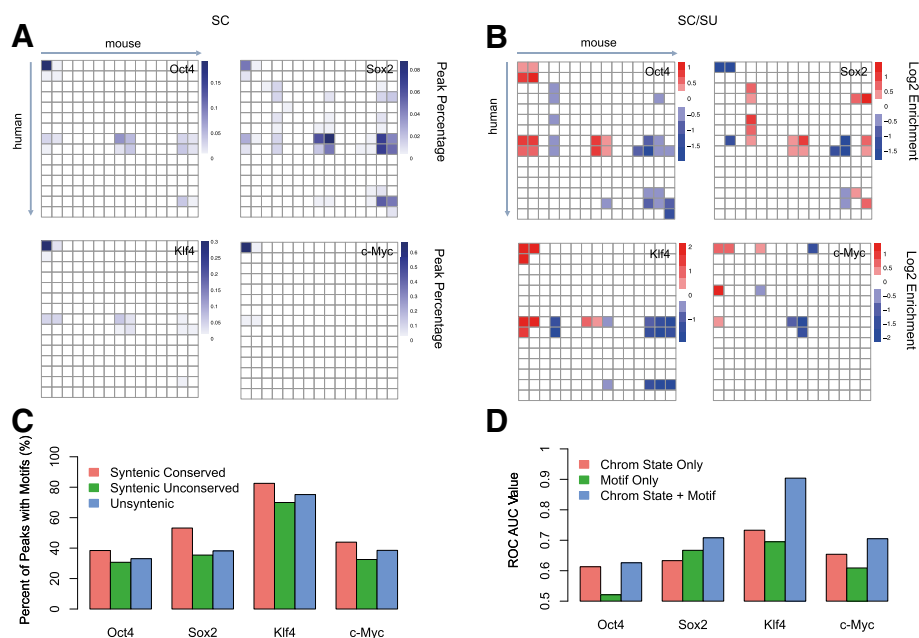 SC
SC/SU
A
mouse
human
Oct4
0.15
0.1
0.05
0
Sox2
0.08
0.06
0.04
0.02
0
Peak Percentage
B
mouse
human
Oct4
1
0.5
0
−0.5
−1
−1.5
Sox2
1
0.5
0
−0.5
−1
−1.5
Log2 Enrichment
Klf4
0.3
0.25
0.2
0.15
0.1
0.05
0
c-Myc
0.6
0.5
0.4
0.3
0.2
0.1
0
Peak Percentage
Klf4
2
1
0
−1
c-Myc
1
0.5
0
−0.5
−1
−1.5
−2
Log2 Enrichment
C
Percent of Peaks with Motifs (%)
100
80
60
40
20
0
Syntenic Conserved
Syntenic Unconserved
Unsyntenic
Oct4 Sox2 Klf4 c-Myc
D
ROC AUC Value
1
0.9
0.8
0.7
0.6
0.5
Chrom State Only
Motif Only
Chrom State + Motif
Oct4 Sox2 Klf4 c-Myc